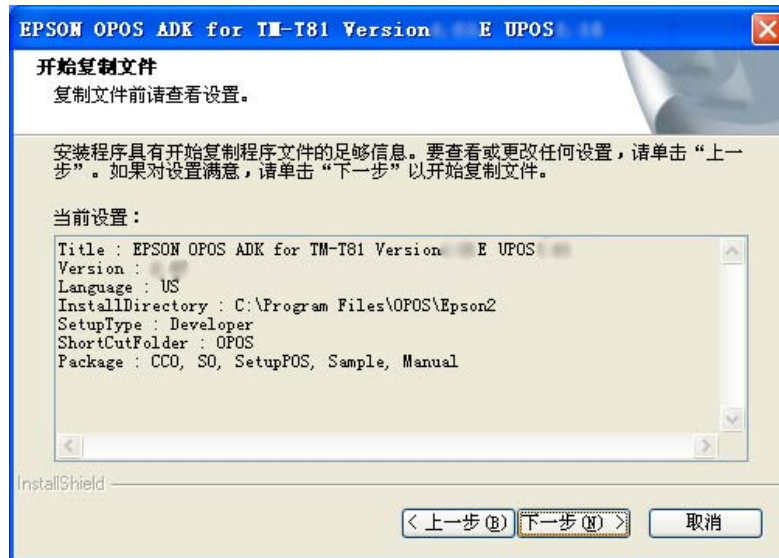 EPSON OPOS ADK for TM-T81 Version E UPOS
开始复制文件
复制文件前请查看设置。
安装程序具有开始复制程序文件的足够信息。要查看或更改任何设置，请单击“上一
步”。如果对设置满意，请单击“下一步”以开始复制文件。
当前设置：
Title : EPSON OPOS ADK for TM-T81 Version E UPOS
Version :
Language : US
InstallDirectory : C:\Program Files\OPOS\Epson2
SetupType : Developer
ShortCutFolder : OPOS
Package : CCO, SO, SetupPOS, Sample, Manual
InstallShield
< 上一步(B)
下一步(N) >
取消